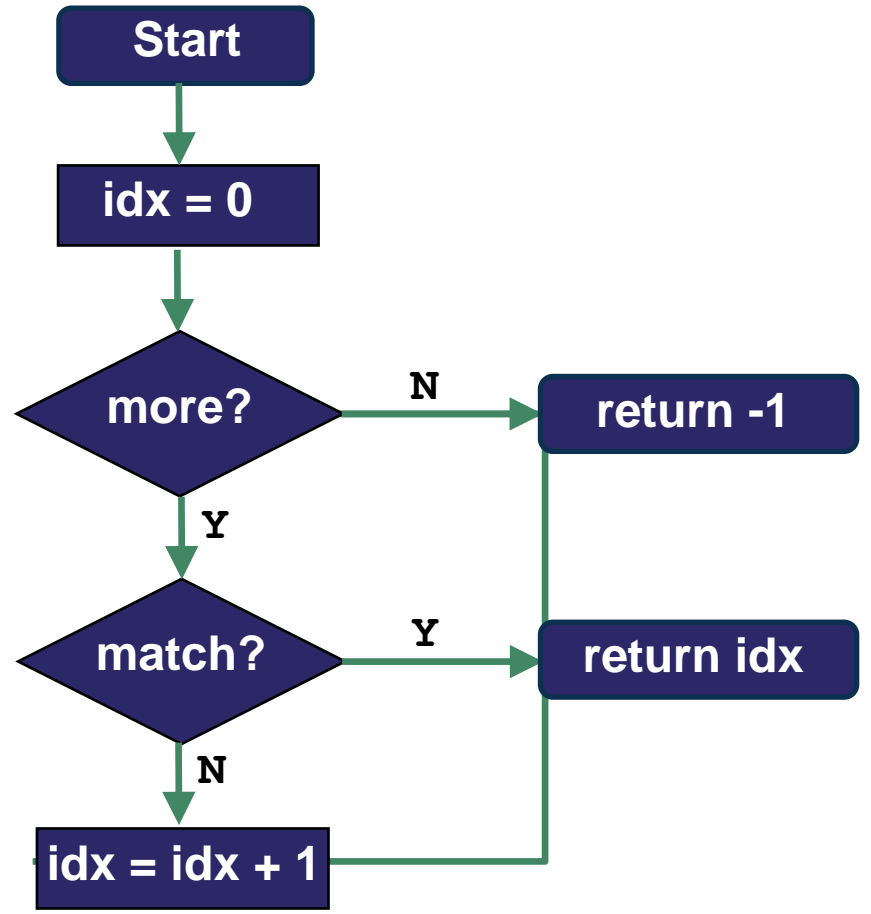 Start
idx = 0
more?
N
return -1
Y
match?
Y
return idx
N
idx = idx + 1